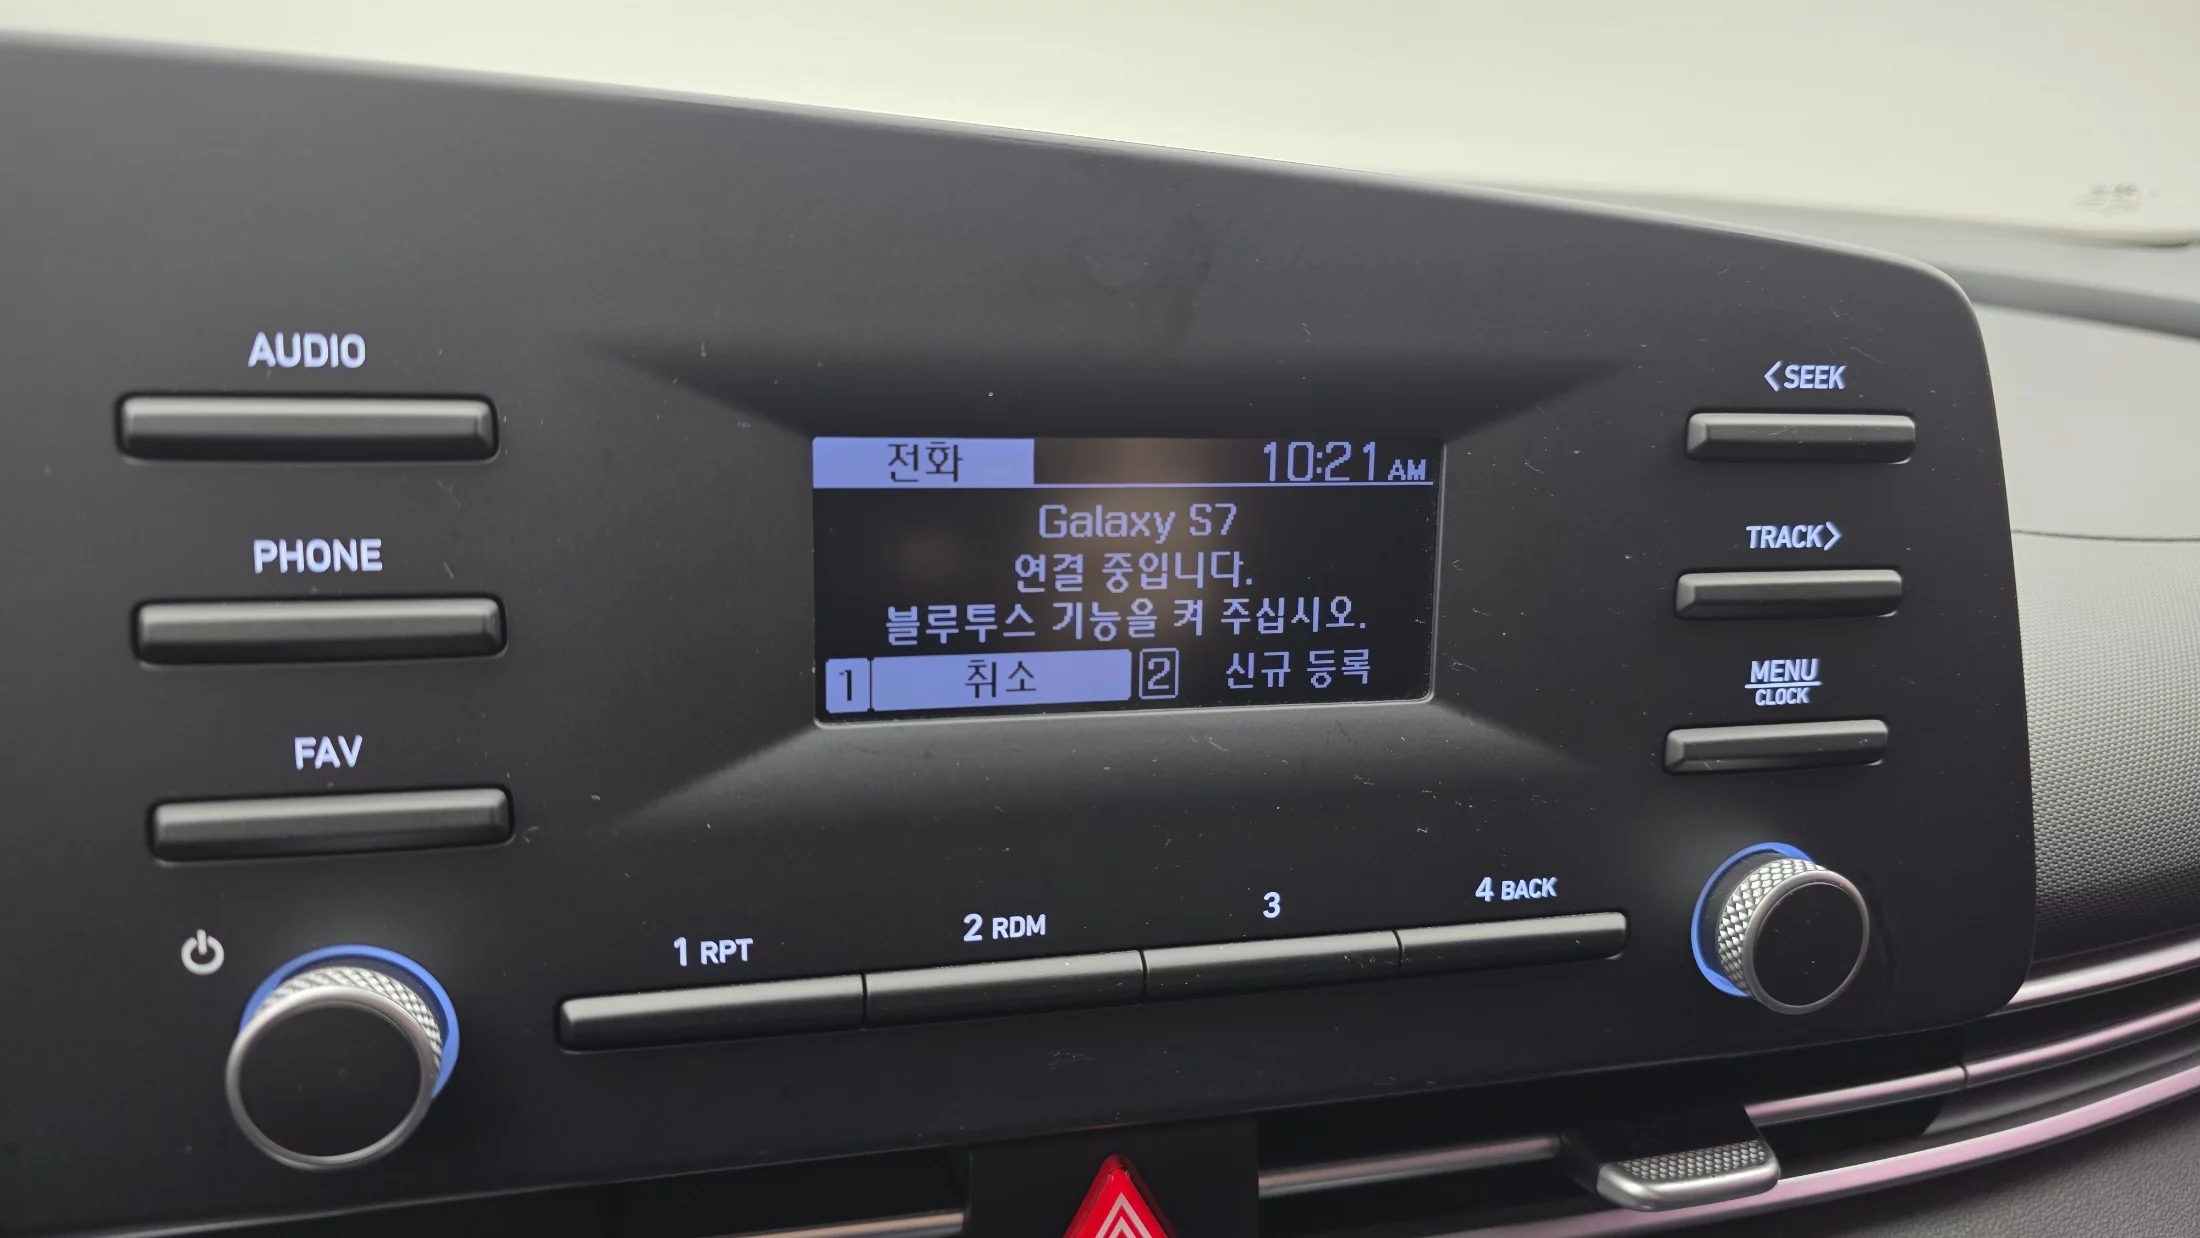 AUDIO
PHONE
FAV
전화 10:21 AM
Galaxy S7
연결 중입니다.
블루투스 기능을 켜 주십시오.
1 취소 2 신규 등록
<SEEK
TRACK>
MENU
CLOCK
1 RPT
2 RDM
3
4 BACK